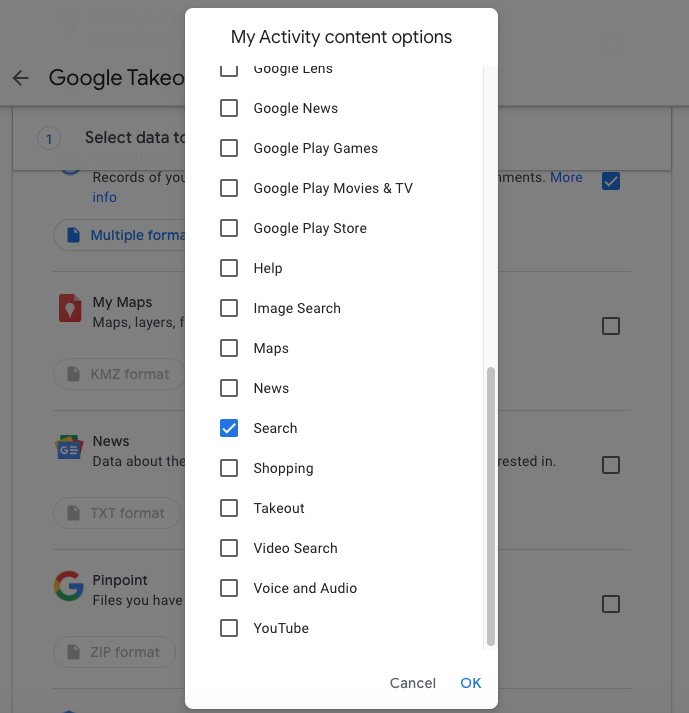 My Activity content options
Google Lens
Google News
Google Play Games
Google Play Movies & TV
Google Play Store
Help
Image Search
Maps
News
Search
Shopping
Takeout
Video Search
Voice and Audio
YouTube
Cancel
OK
Google Takeo
1
Select data to
Records of you
mments. More
info
Multiple forma
My Maps
Maps, layers, f
KMZ format
News
Data about the
rested in.
TXT format
Pinpoint
Files you have
ZIP format